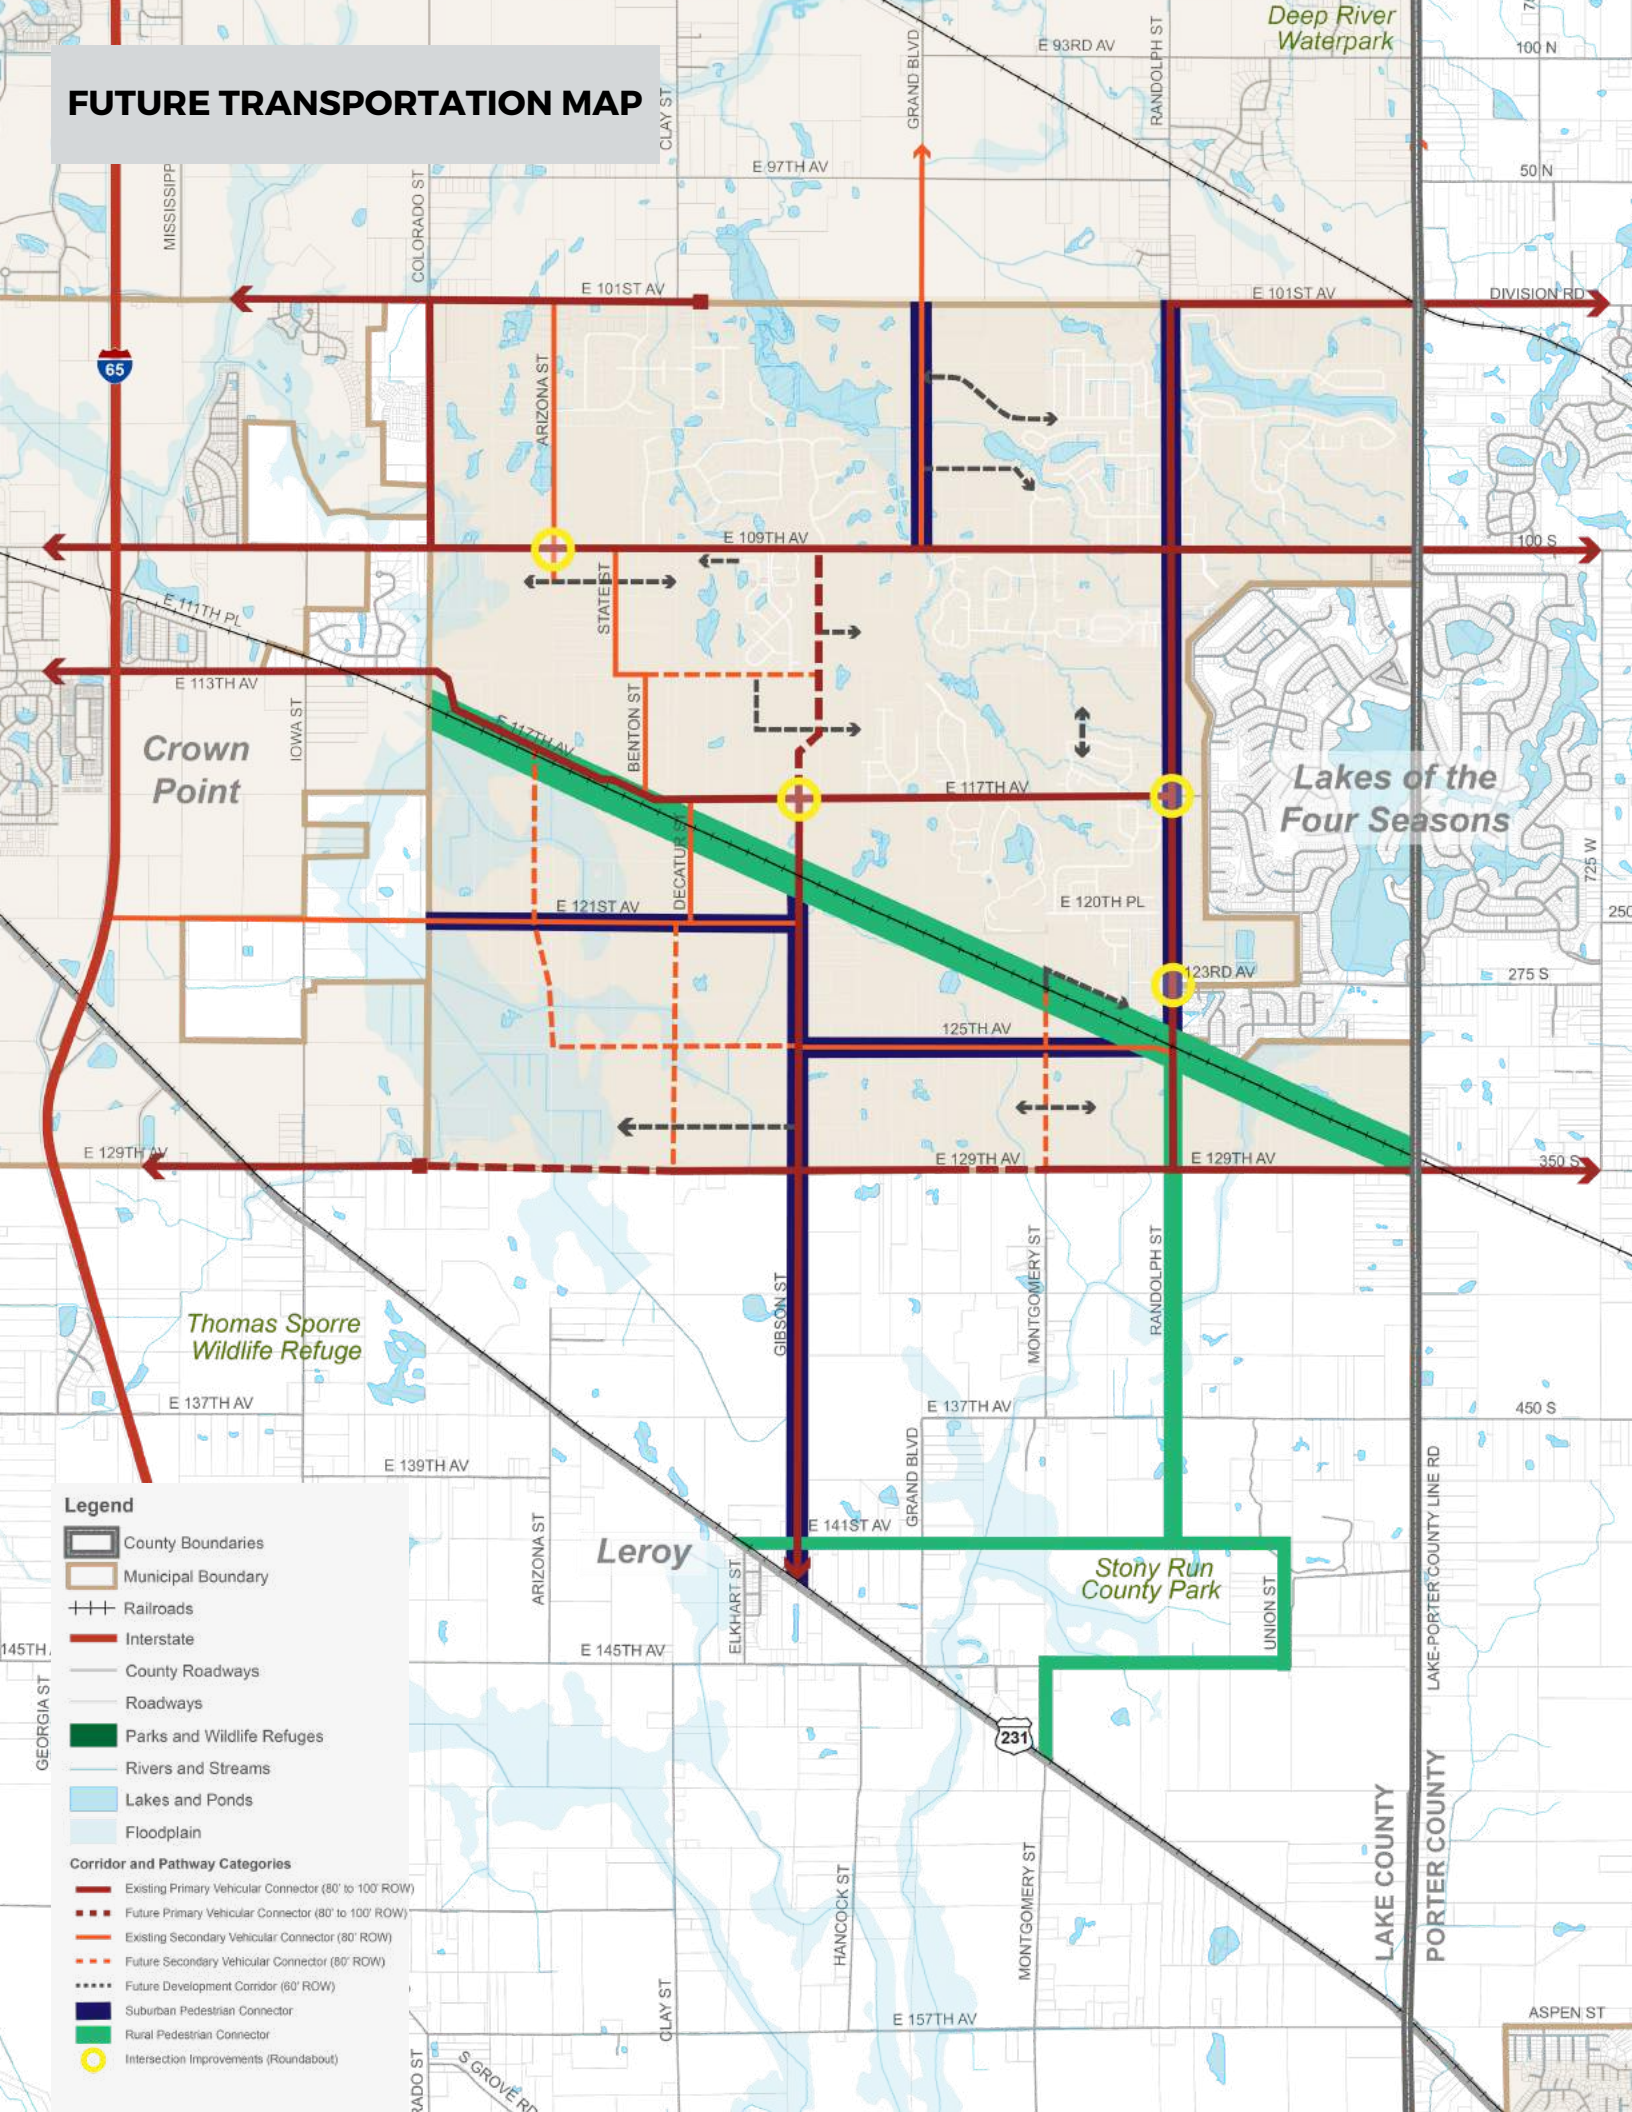 Deep River
Waterpark
FUTURE TRANSPORTATION MAP
E 93RD AV
100 N
GRAND BLVD
RANDOLPH ST
CLAY ST
E 97TH AV
50 N
MISSISSIPP
COLORADO ST
E 101ST AV
E 101ST AV
DIVISION RD
65
ARIZONA ST
E 109TH AV
100 S
STATE ST
E 111TH PL
E 113TH AV
E 117TH AV
IOWA ST
BENTON ST
Crown
Point
E 117TH AV
Lakes of the
Four Seasons
DECATUR ST
725 W
E 121ST AV
E 120TH PL
250
123RD AV
275 S
125TH AV
E 129TH AV
E 129TH AV
E 129TH AV
350 S
GIBSON ST
MONTGOMERY ST
RANDOLPH ST
Thomas Sporre
Wildlife Refuge
E 137TH AV
E 137TH AV
450 S
E 139TH AV
GRAND BLVD
LAKE-PORTER COUNTY LINE RD
ARIZONA ST
Leroy
E 141ST AV
ELKHART ST
Stony Run
County Park
UNION ST
E 145TH AV
145TH
GEORGIA ST
231
LAKE COUNTY
PORTER COUNTY
HANCOCK ST
MONTGOMERY ST
CLAY ST
E 157TH AV
ASPEN ST
RADO ST
S GROVE RD
Legend
County Boundaries
Municipal Boundary
Railroads
Interstate
County Roadways
Roadways
Parks and Wildlife Refuges
Rivers and Streams
Lakes and Ponds
Floodplain
Corridor and Pathway Categories
Existing Primary Vehicular Connector (80' to 100' ROW)
Future Primary Vehicular Connector (80' to 100' ROW)
Existing Secondary Vehicular Connector (80' ROW)
Future Secondary Vehicular Connector (80' ROW)
Future Development Corridor (60' ROW)
Suburban Pedestrian Connector
Rural Pedestrian Connector
Intersection Improvements (Roundabout)